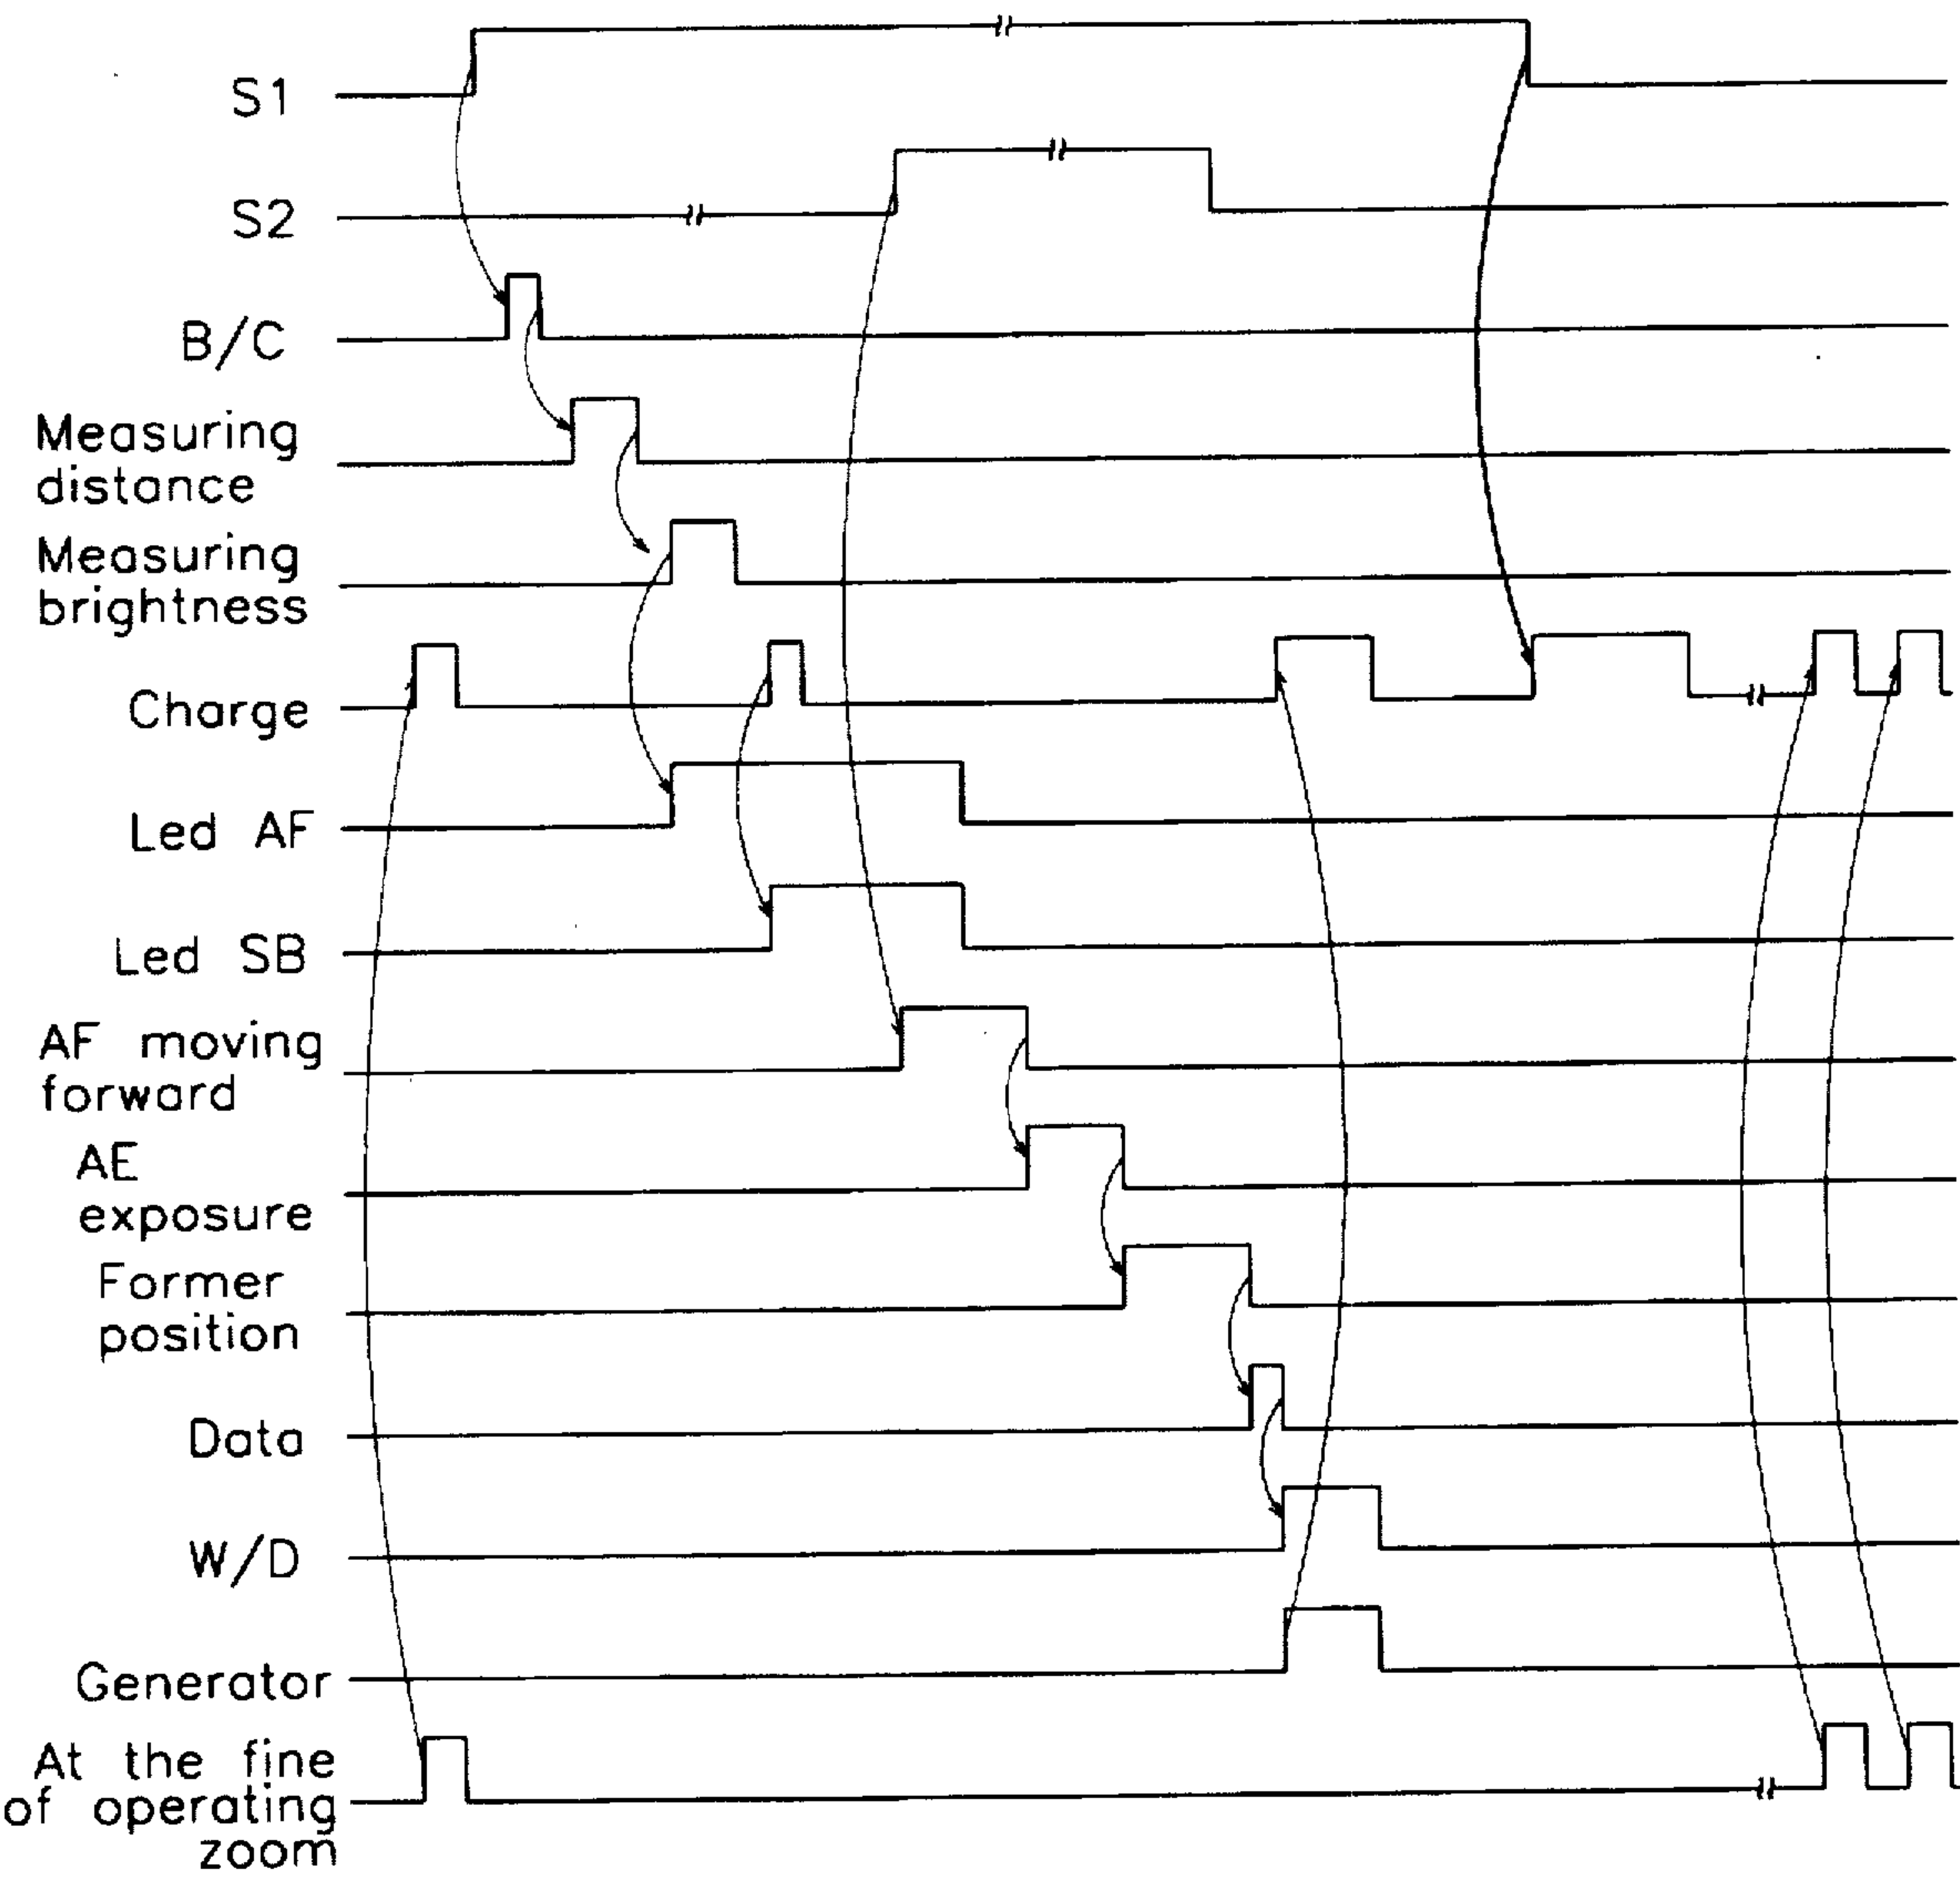 S1
S2
B/C
Measuring
distance
Measuring
brightness
Charge
Led AF
Led SB
AF moving
forward
AE
exposure
Former
position
Data
W/D
Generator
At the fine
of operating
zoom